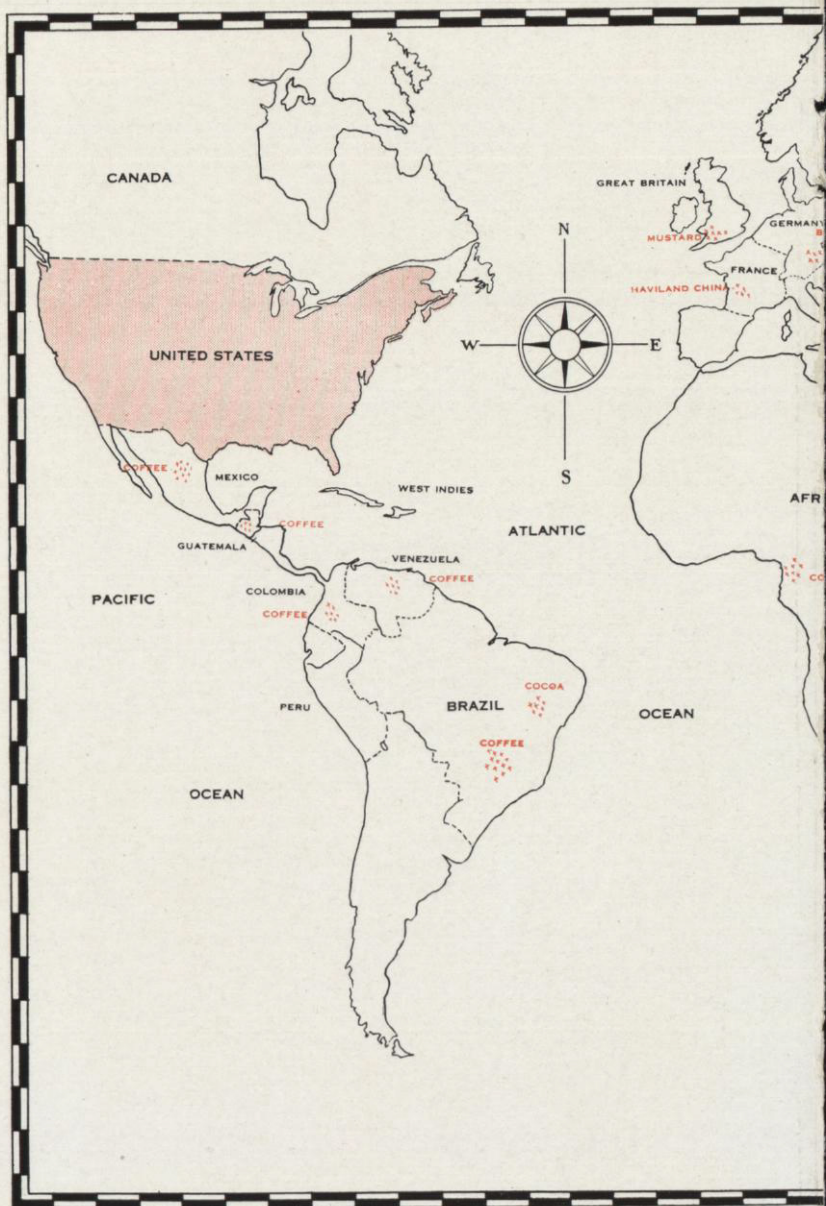 CANADA
GREAT BRITAIN
GERMANY
MUSTARD
FRANCE
HAVILAND CHINA
N
W
E
S
UNITED STATES
COFFEE
MEXICO
WEST INDIES
COFFEE
ATLANTIC
GUATEMALA
VENEZUELA
COFFEE
COLOMBIA
COFFEE
PACIFIC
COCOA
PERU
BRAZIL
OCEAN
COFFEE
OCEAN